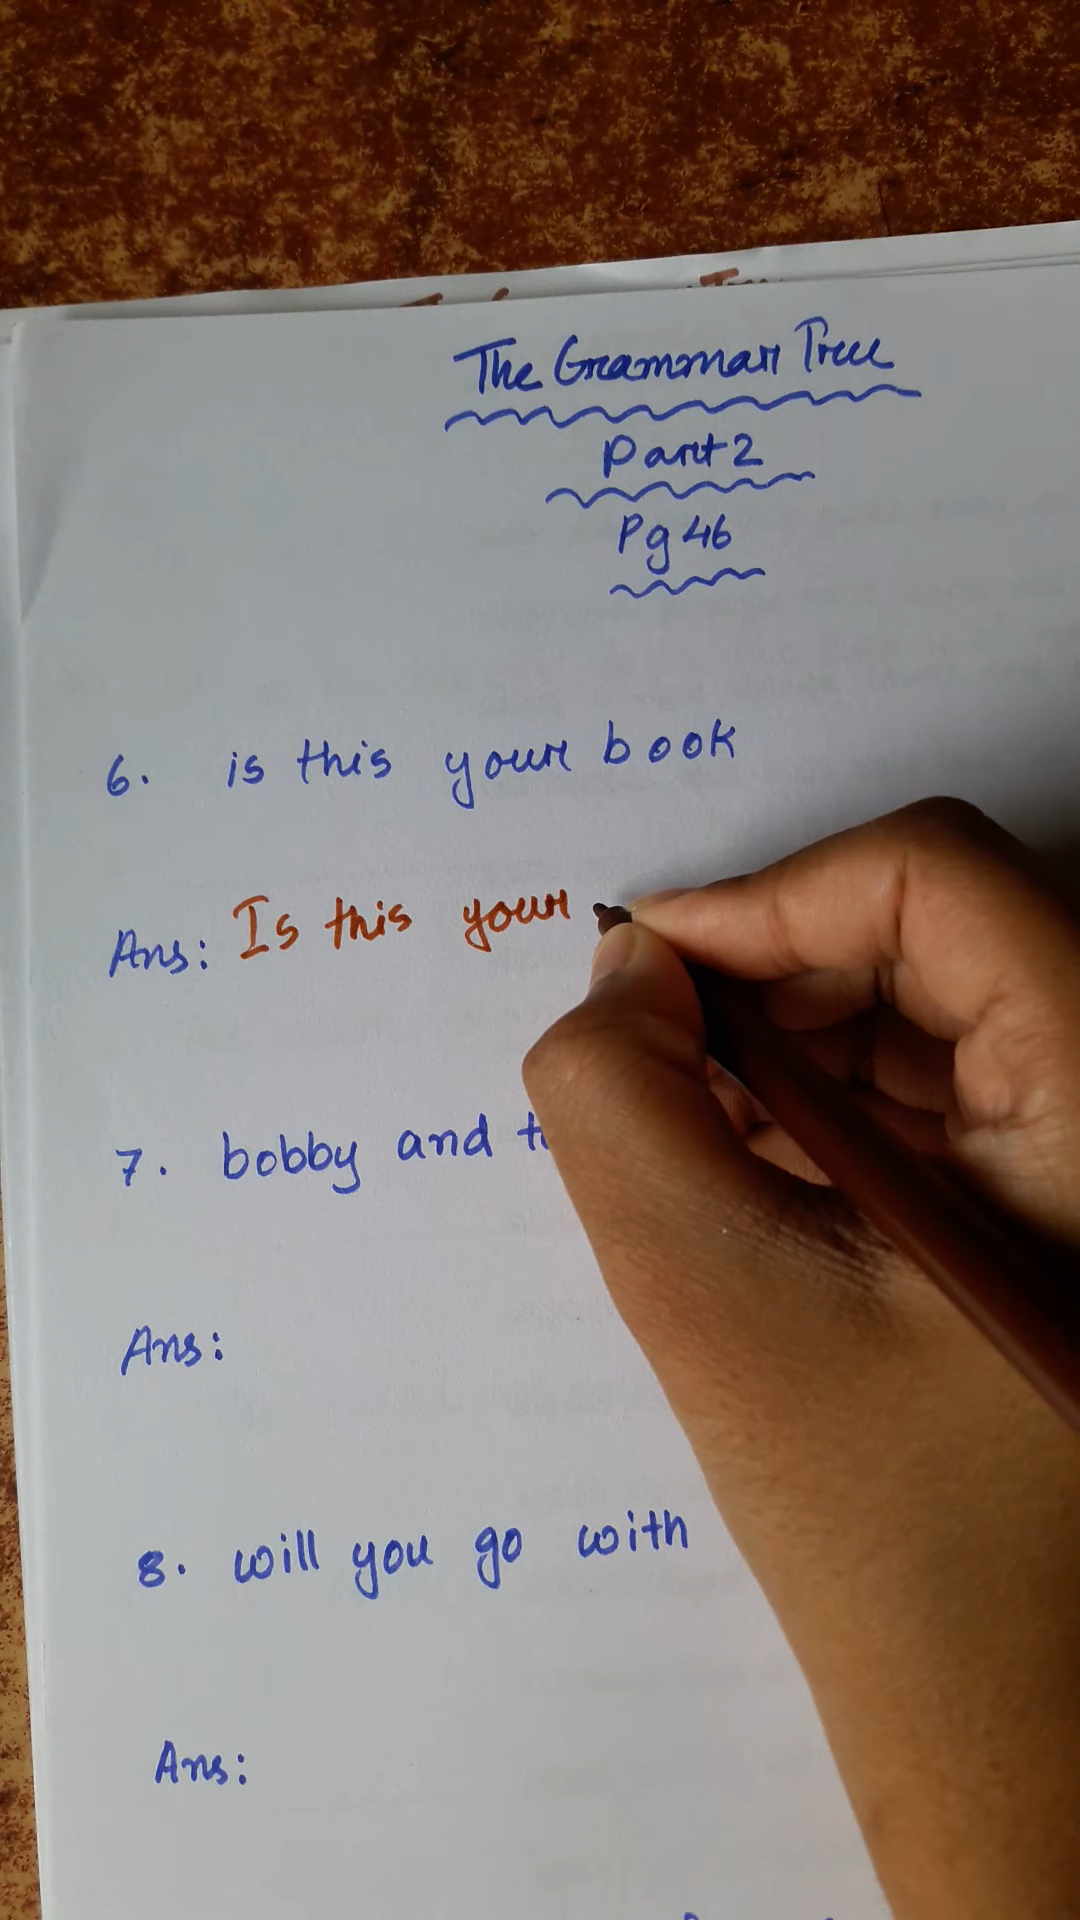 The Grammar Tree
Part 2
Pg 46
6. is this your book
Ans: Is this your
7. bobby and
Ans:
8. will you go with
Ans: